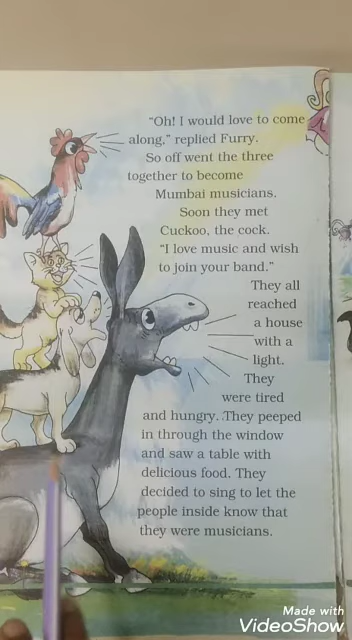 "Oh! I would love to come
along," replied Furry.
So off went the three
together to become
Mumbai musicians.
Soon they met
Cuckoo, the cock.
"I love music and wish
to join your band."
They all
reached
a house
with a
light.
They
were tired
and hungry. They peeped
in through the window
and saw a table with
delicious food. They
decided to sing to let the
people inside know that
they were musicians.
Made with
VideoShow